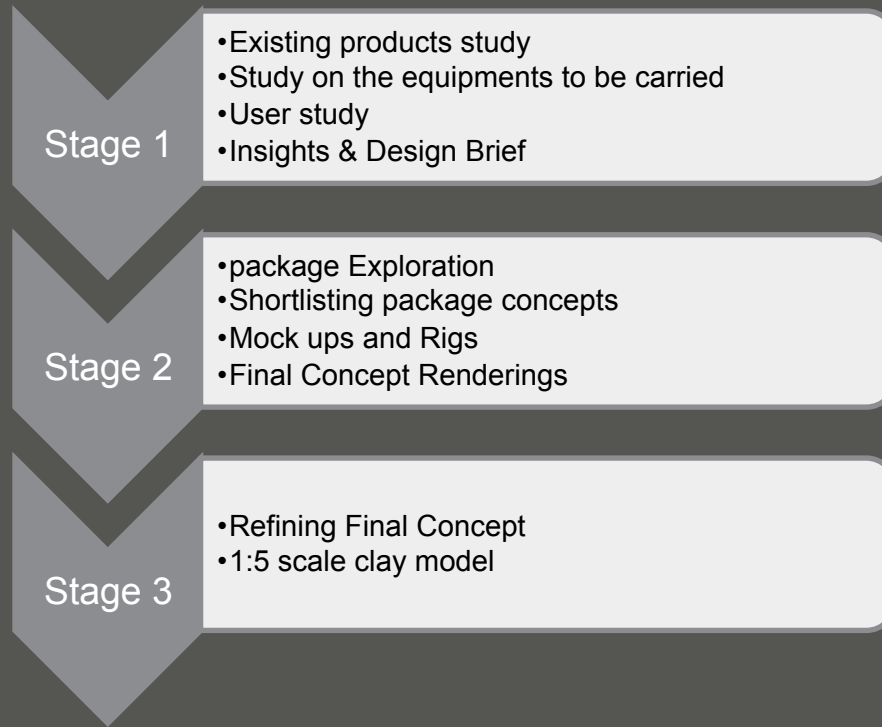 Stage 1
•Existing products study
•Study on the equipments to be carried
•User study
•Insights & Design Brief
Stage 2
•package Exploration
•Shortlisting package concepts
•Mock ups and Rigs
•Final Concept Renderings
Stage 3
•Refining Final Concept
•1:5 scale clay model